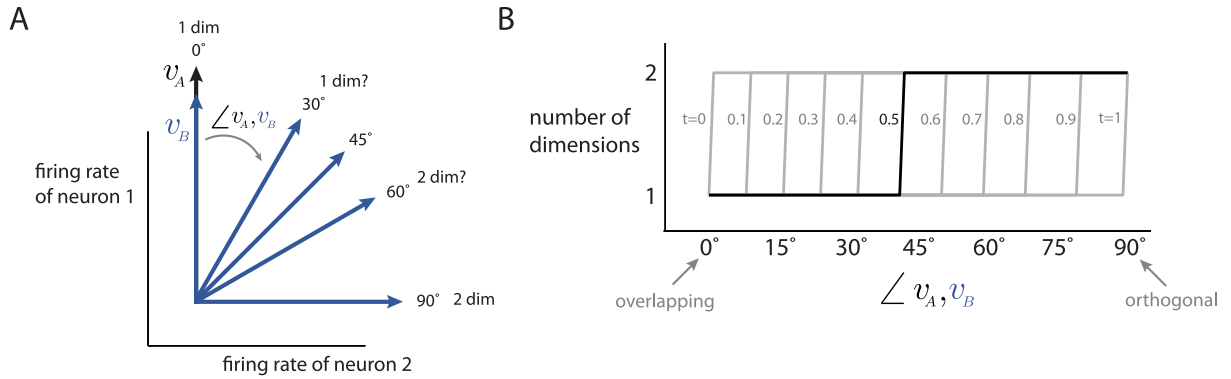 A
1 dim
0˚
v_A
v_B
∠ v_A, v_B
1 dim?
30˚
45˚
60˚ 2 dim?
90˚ 2 dim
firing rate
of neuron 1
firing rate of neuron 2
B
number of
dimensions
2
1
t=0 0.1 0.2 0.3 0.4 0.5 0.6 0.7 0.8 0.9 t=1
0˚ 15˚ 30˚ 45˚ 60˚ 75˚ 90˚
overlapping
∠ v_A, v_B
orthogonal